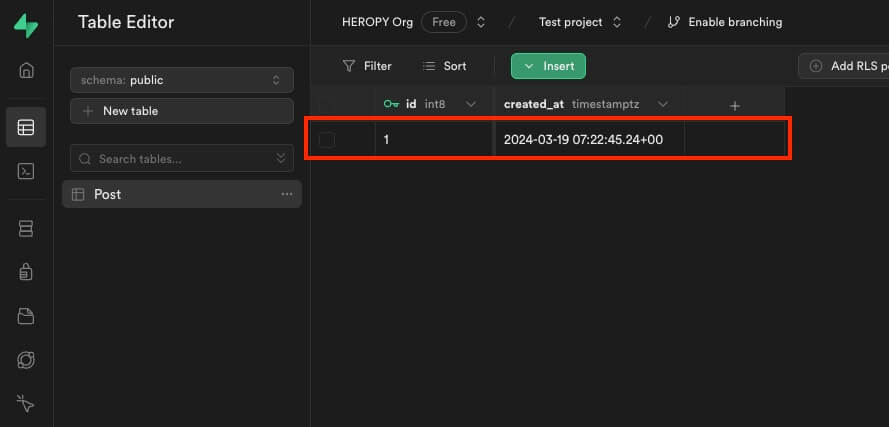 Table Editor
HEROPY Org Free / Test project / Enable branching
Filter Sort Insert Add RLS po
schema: public
New table
Search tables...
Post
id int8 created_at timestamptz
1 2024-03-19 07:22:45.24+00